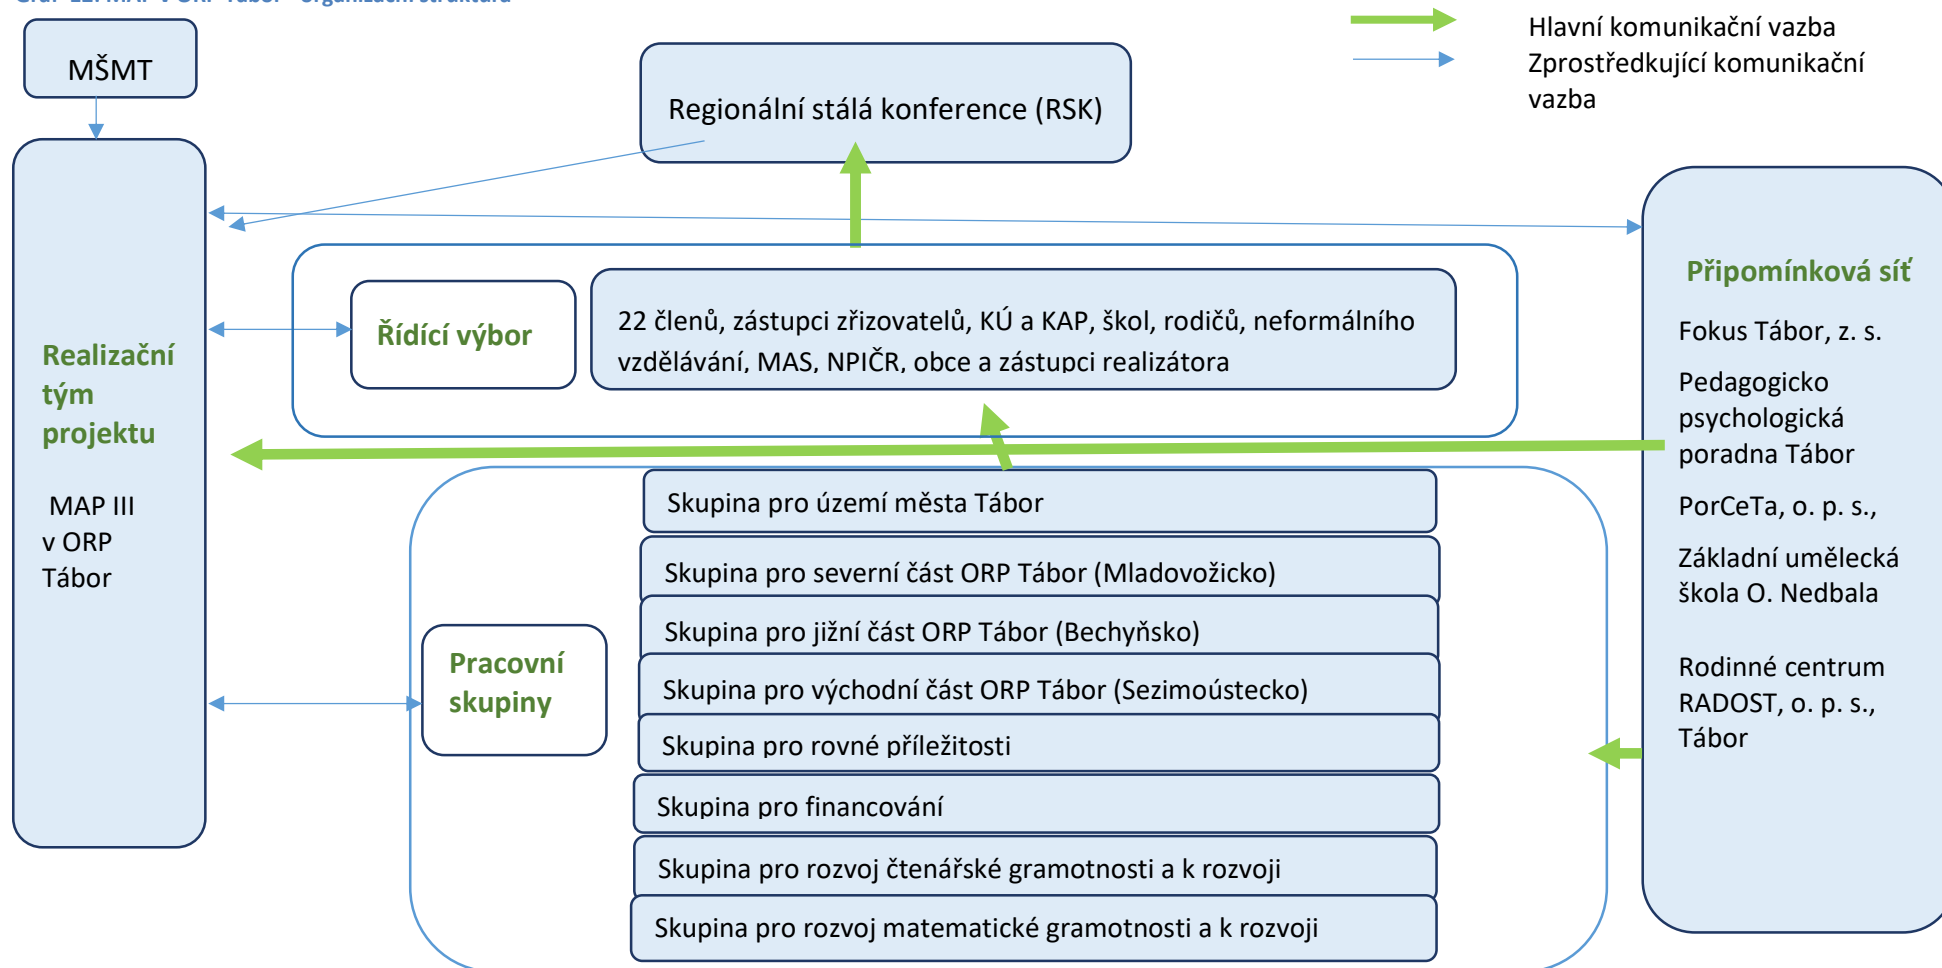 Hlavní komunikační vazba
Zprostředkující komunikační
vazba
MŠMT
Regionální stálá konference (RSK)
Realizační
tým
projektu
MAP III
v ORP
Tábor
Řídící výbor
22 členů, zástupci zřizovatelů, KÚ a KAP, škol, rodičů, neformálního
vzdělávání, MAS, NPIČR, obce a zástupci realizátora
Pracovní
skupiny
Skupina pro území města Tábor
Skupina pro severní část ORP Tábor (Mladovožicko)
Skupina pro jižní část ORP Tábor (Bechyňsko)
Skupina pro východní část ORP Tábor (Sezimoústecko)
Skupina pro rovné příležitosti
Skupina pro financování
Skupina pro rozvoj čtenářské gramotnosti a k rozvoji
Skupina pro rozvoj matematické gramotnosti a k rozvoji
Připomínková síť
Fokus Tábor, z. s.
Pedagogicko
psychologická
poradna Tábor
PorCeTa, o. p. s.,
Základní umělecká
škola O. Nedbala
Rodinné centrum
RADOST, o. p. s.,
Tábor